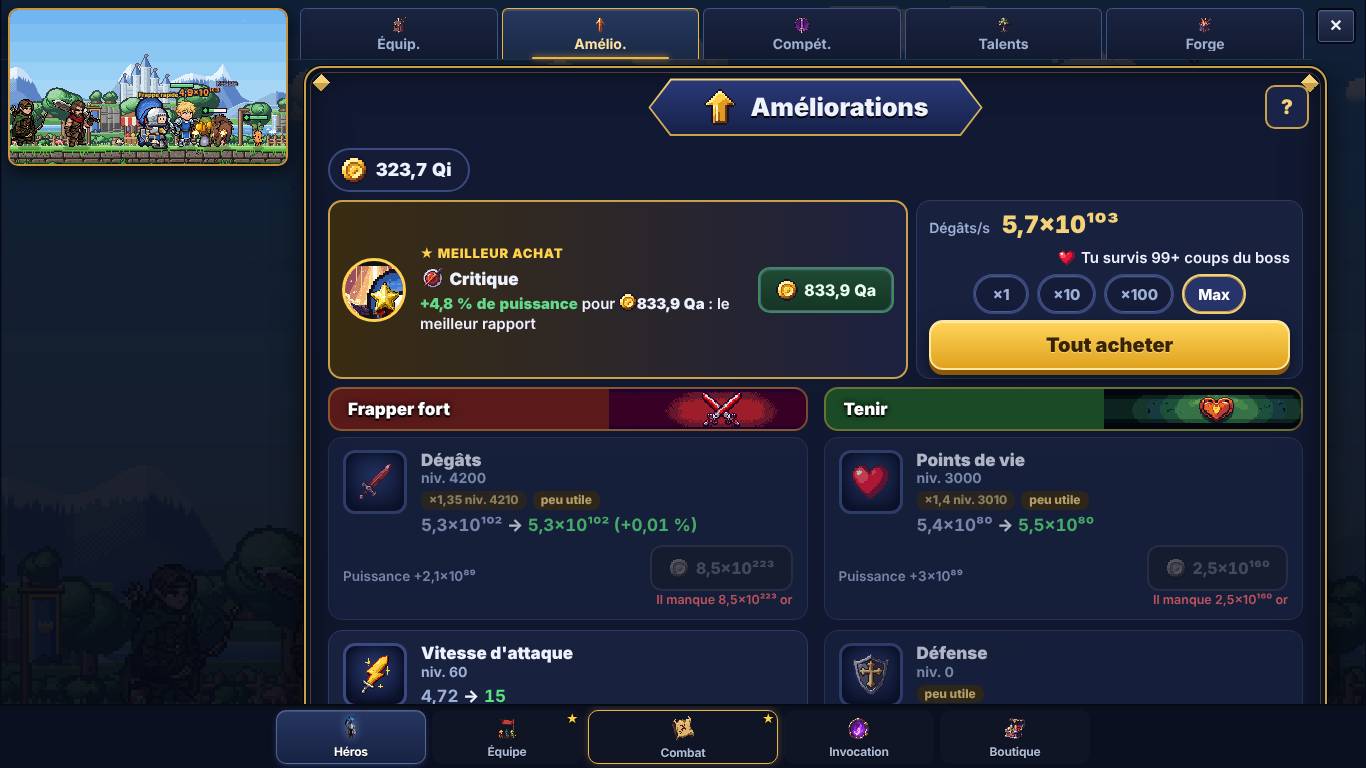 Équip.
Amélio.
Compét.
Talents
Forge
×
Frappe rapide
Améliorations
?
323,7 Qi
★ MEILLEUR ACHAT
Critique
+4,8 % de puissance pour 833,9 Qa : le
meilleur rapport
833,9 Qa
Dégâts/s 5,7×10¹⁰³
Tu survis 99+ coups du boss
×1
×10
×100
Max
Tout acheter
Frapper fort
Tenir
Dégâts
niv. 4200
×1,35 niv. 4210
peu utile
5,3×10¹⁰² → 5,3×10¹⁰² (+0,01 %)
Puissance +2,1×10⁸⁹
8,5×10²²³
Il manque 8,5×10²²³ or
Points de vie
niv. 3000
×1,4 niv. 3010
peu utile
5,4×10⁸⁰ → 5,5×10⁸⁰
Puissance +3×10⁸⁹
2,5×10¹⁶⁰
Il manque 2,5×10¹⁶⁰ or
Vitesse d'attaque
niv. 60
4,72 → 15
Défense
niv. 0
peu utile
Héros
Équipe
Combat
Invocation
Boutique